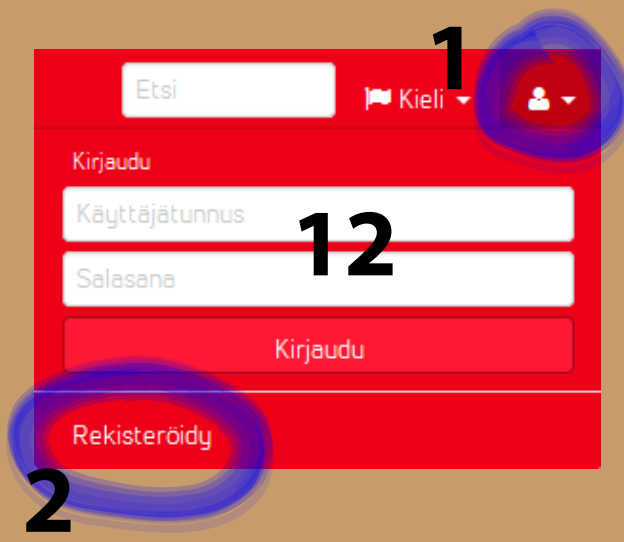 1
Etsi
Kieli
Kirjaudu
Käyttäjätunnus
12
Salasana
Kirjaudu
Rekisteröidy
2